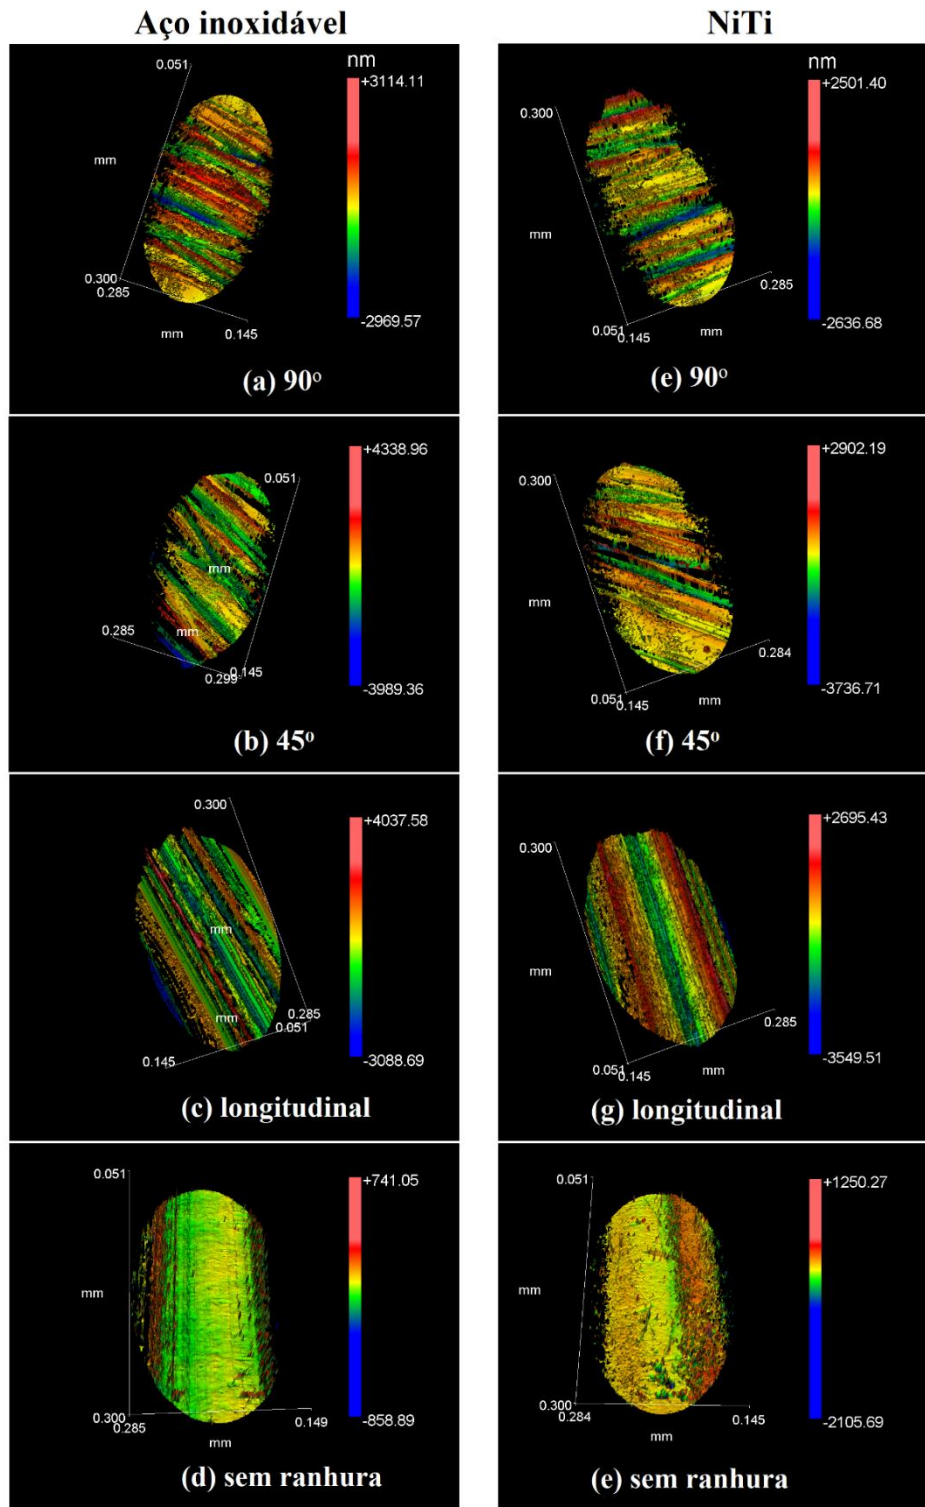 Aço inoxidável
NiTi
nm
0.051
+3114.11
mm
0.300
0.285
mm
0.145
-2969.57
(a) 90º
nm
+2501.40
0.300
mm
0.285
0.051
0.145
mm
-2636.68
(e) 90º
+4338.96
0.051
mm
0.285
mm
0.299
0.145
-3989.36
(b) 45º
+2902.19
0.300
mm
0.284
0.051
0.145
mm
-3736.71
(f) 45º
0.300
+4037.58
mm
mm
0.285
0.051
0.145
-3088.69
(c) longitudinal
+2695.43
0.300
mm
0.285
0.051
0.145
mm
-3549.51
(g) longitudinal
0.051
+741.05
mm
0.300
0.285
0.149
mm
-858.89
(d) sem ranhura
0.051
+1250.27
mm
0.300
0.284
0.145
mm
-2105.69
(e) sem ranhura